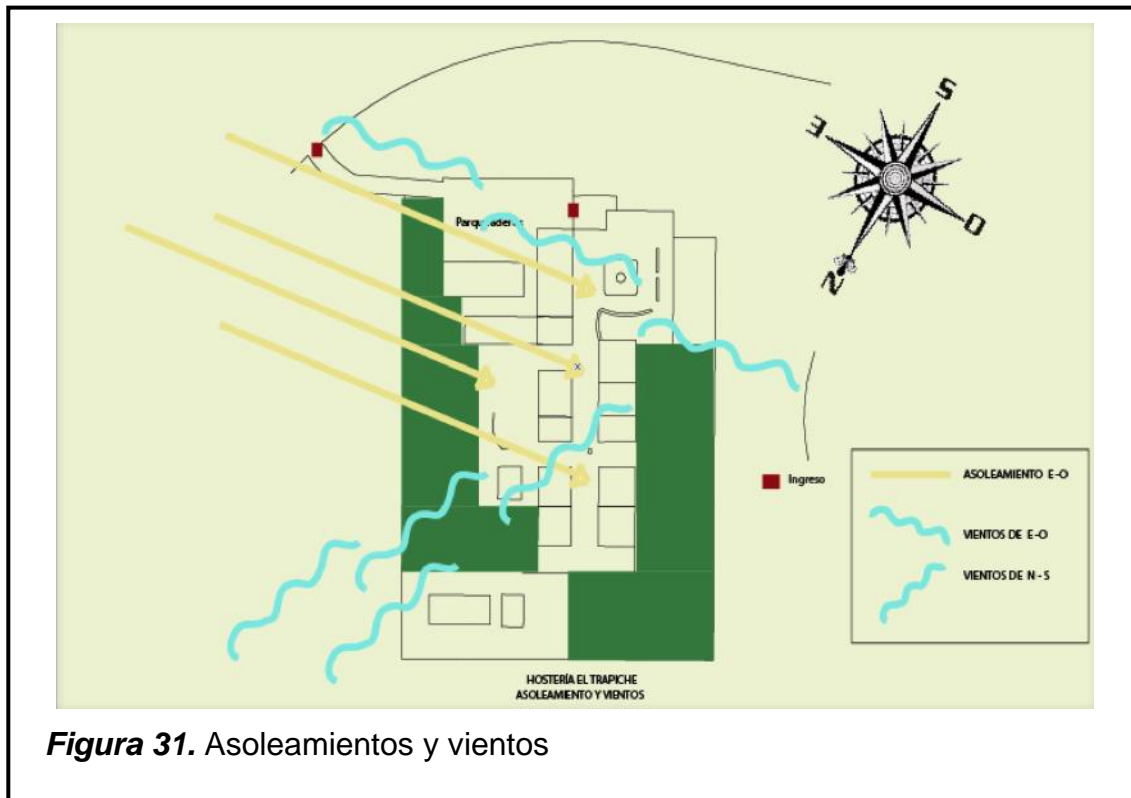 S
E
O
N
Parqueaderos
Ingreso
ASOLEAMIENTO E-O
VIENTOS DE E-O
VIENTOS DE N - S
HOSTERÍA EL TRAPICHE
ASOLEAMIENTO Y VIENTOS
Figura 31. Asoleamientos y vientos